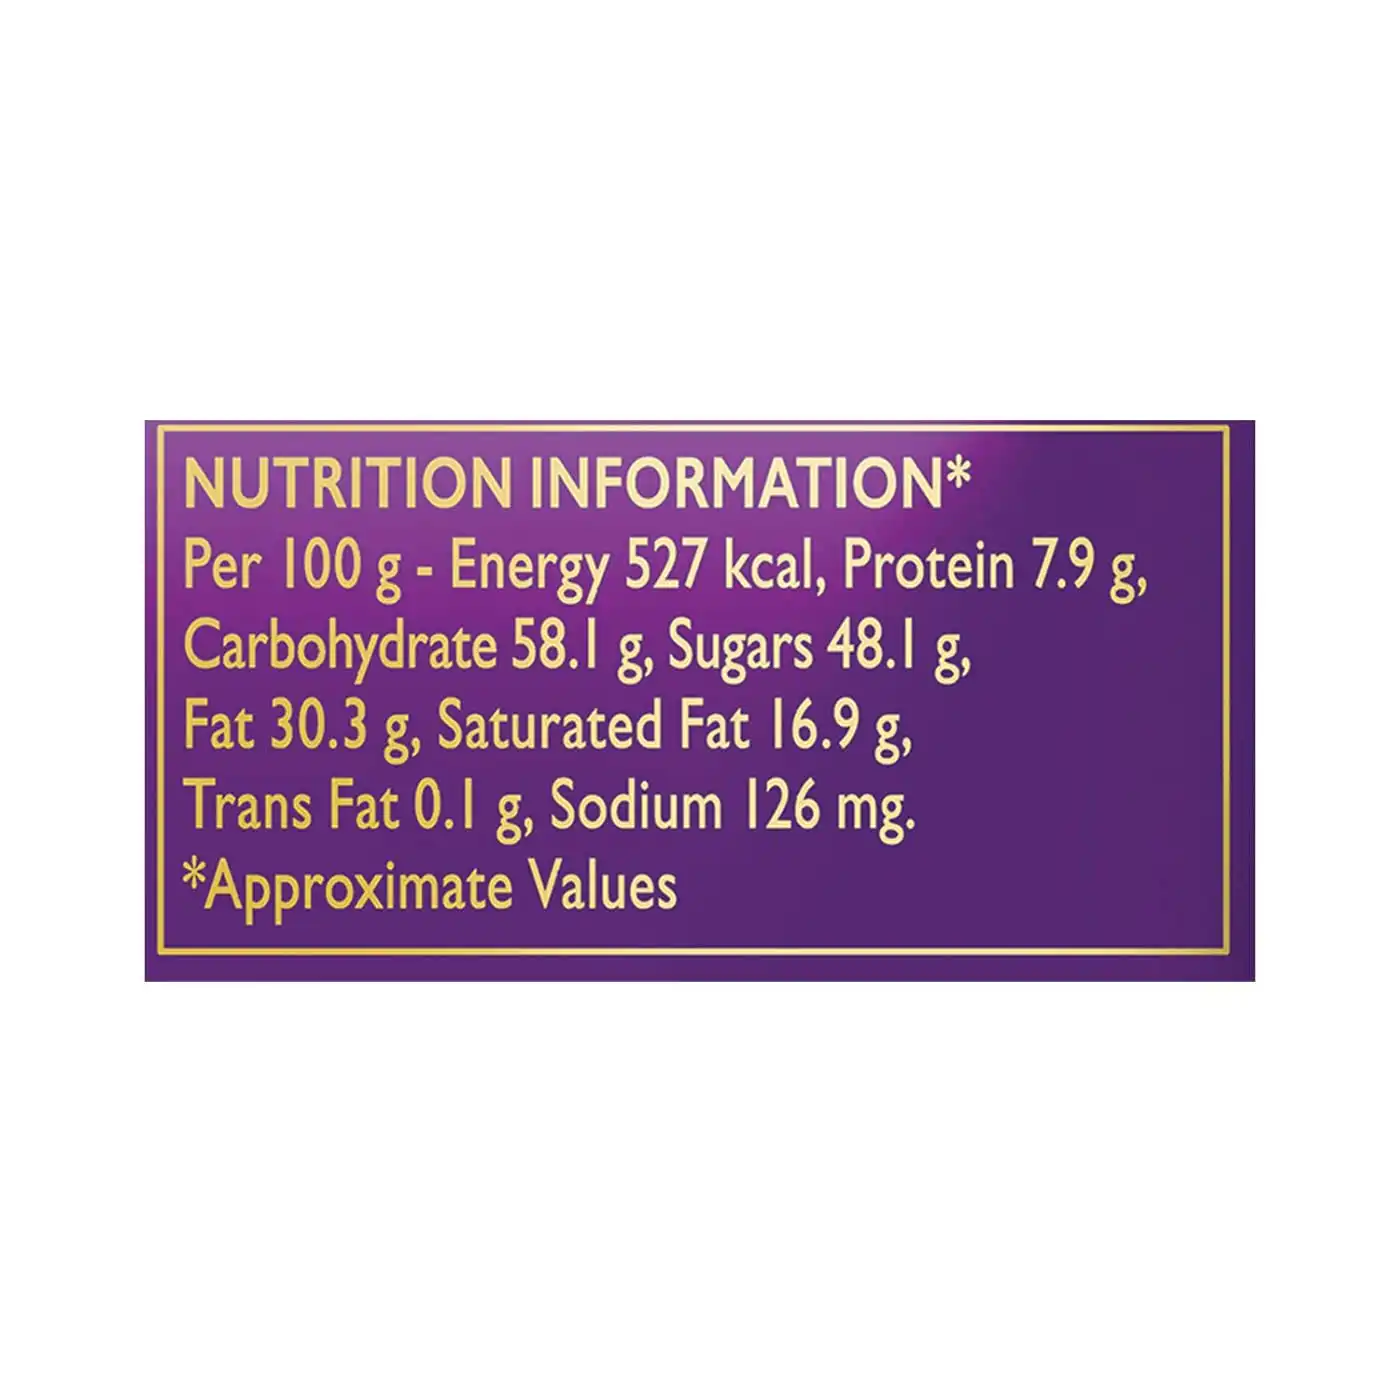 NUTRITION INFORMATION*
Per 100 g - Energy 527 kcal, Protein 7.9 g,
Carbohydrate 58.1 g, Sugars 48.1 g,
Fat 30.3 g, Saturated Fat 16.9 g,
Trans Fat 0.1 g, Sodium 126 mg.
*Approximate Values